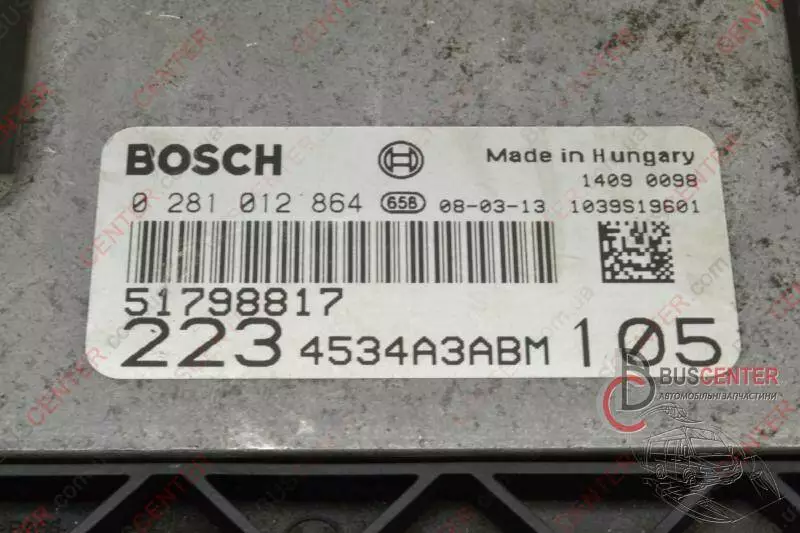 BOSCH
Made in Hungary
1409 0098
0 281 012 864 658 08-03-13 1039S19601
51798817
223 4534A3ABM 105
BUSCENTER
АВТОМОБІЛЬНІ ЗАПЧАСТИНИ